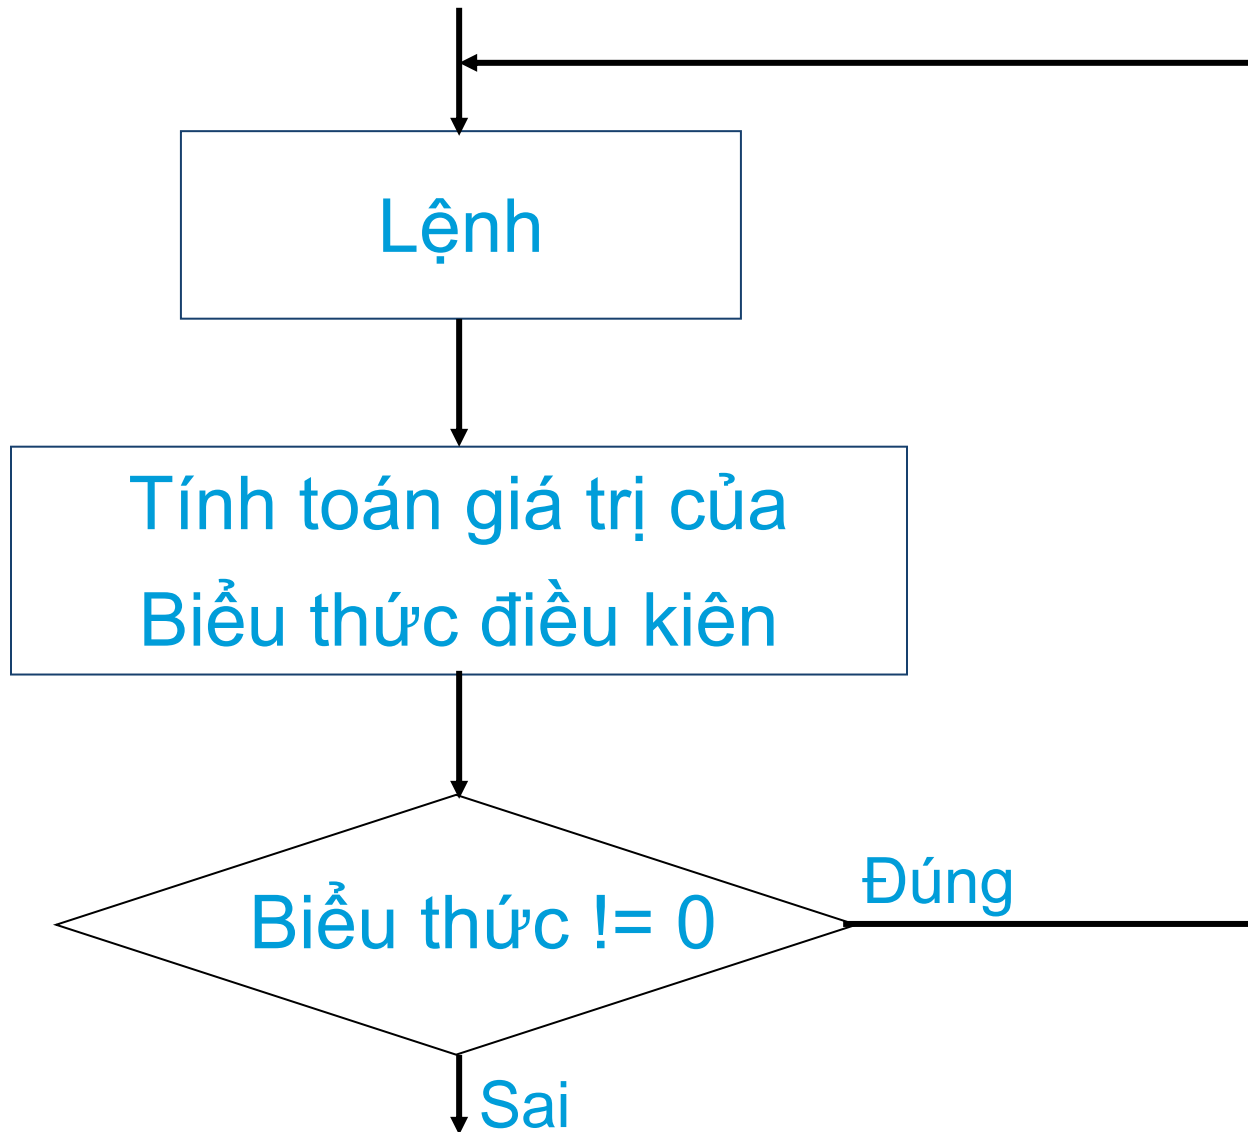 Lệnh
Tính toán giá trị của
Biểu thức điều kiên
Biểu thức != 0
Đúng
Sai